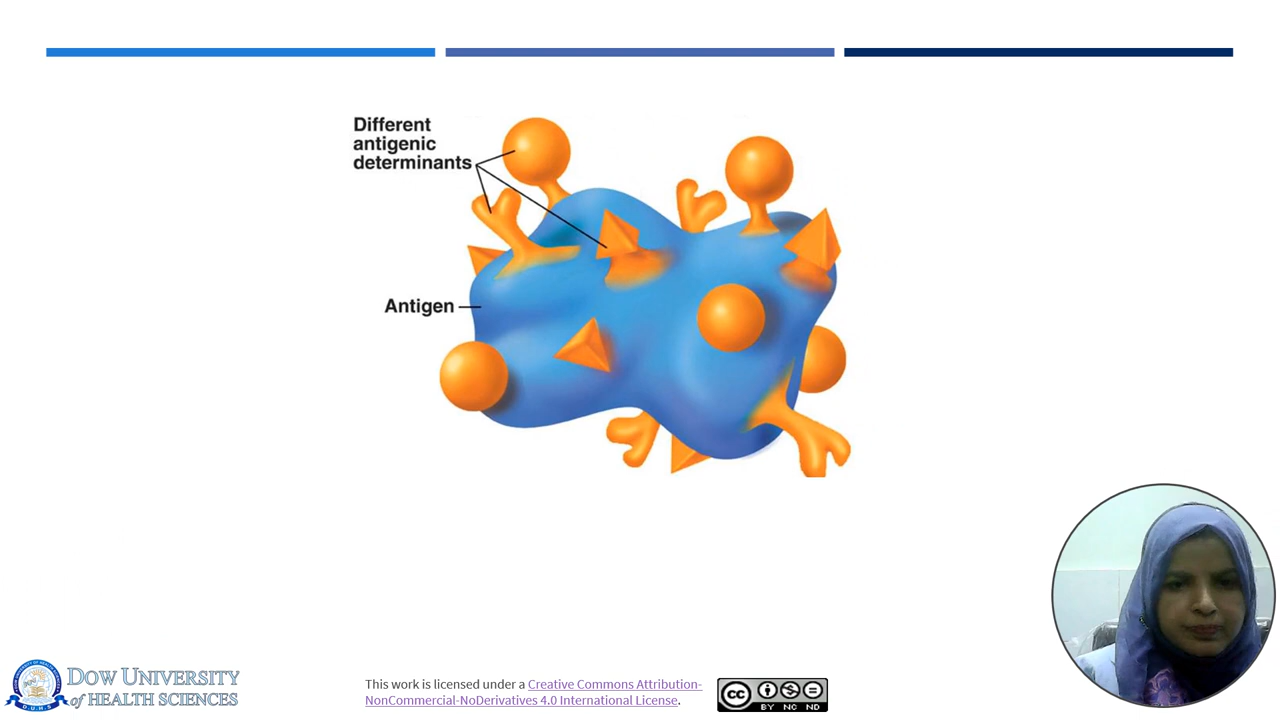 Different
antigenic
determinants
Antigen
DOW UNIVERSITY
of HEALTH SCIENCES
This work is licensed under a Creative Commons Attribution-
NonCommercial-NoDerivatives 4.0 International License.
cc
BY NC ND